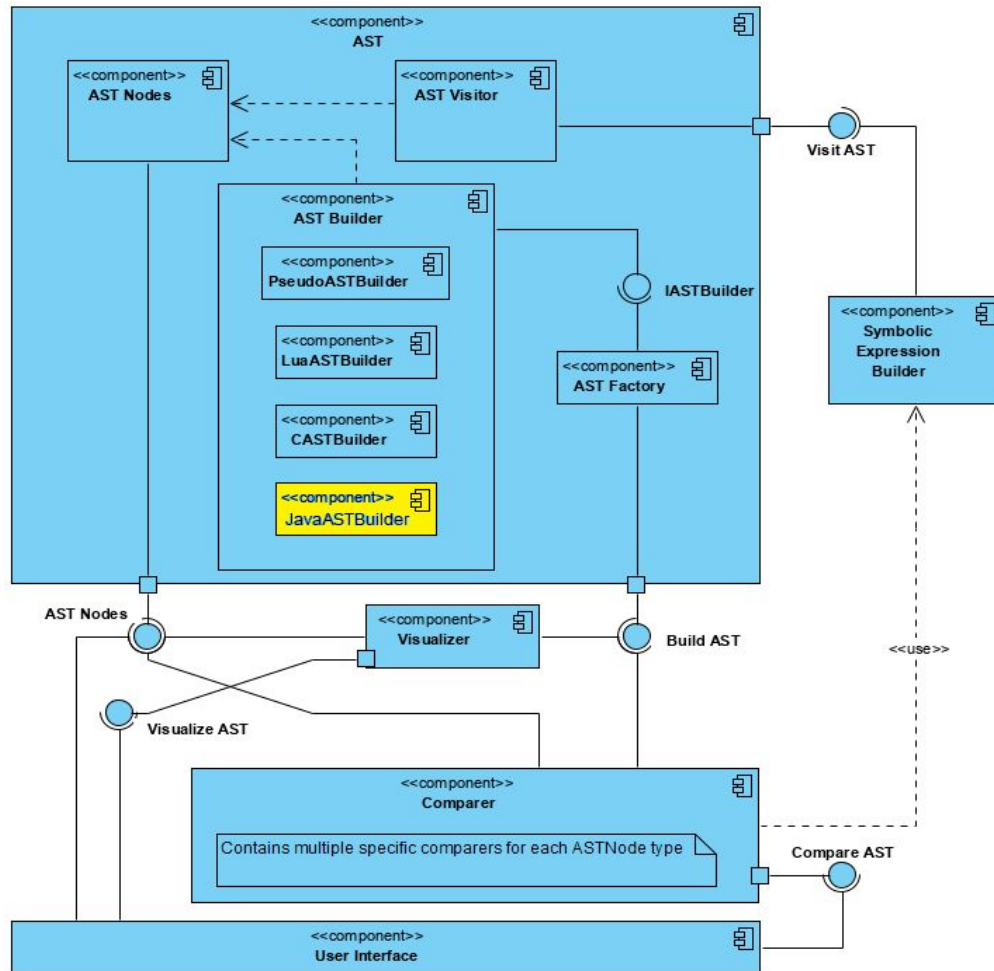 <<component>>
AST
<<component>>
AST Nodes
<<component>>
AST Visitor
Visit AST
<<component>>
AST Builder
<<component>>
PseudoASTBuilder
IASTBuilder
<<component>>
Symbolic
Expression
Builder
<<component>>
LuaASTBuilder
<<component>>
AST Factory
<<component>>
CASTBuilder
<<component>>
JavaASTBuilder
AST Nodes
<<component>>
Visualizer
Build AST
<<use>>
Visualize AST
<<component>>
Comparer
Contains multiple specific comparers for each ASTNode type
Compare AST
<<component>>
User Interface